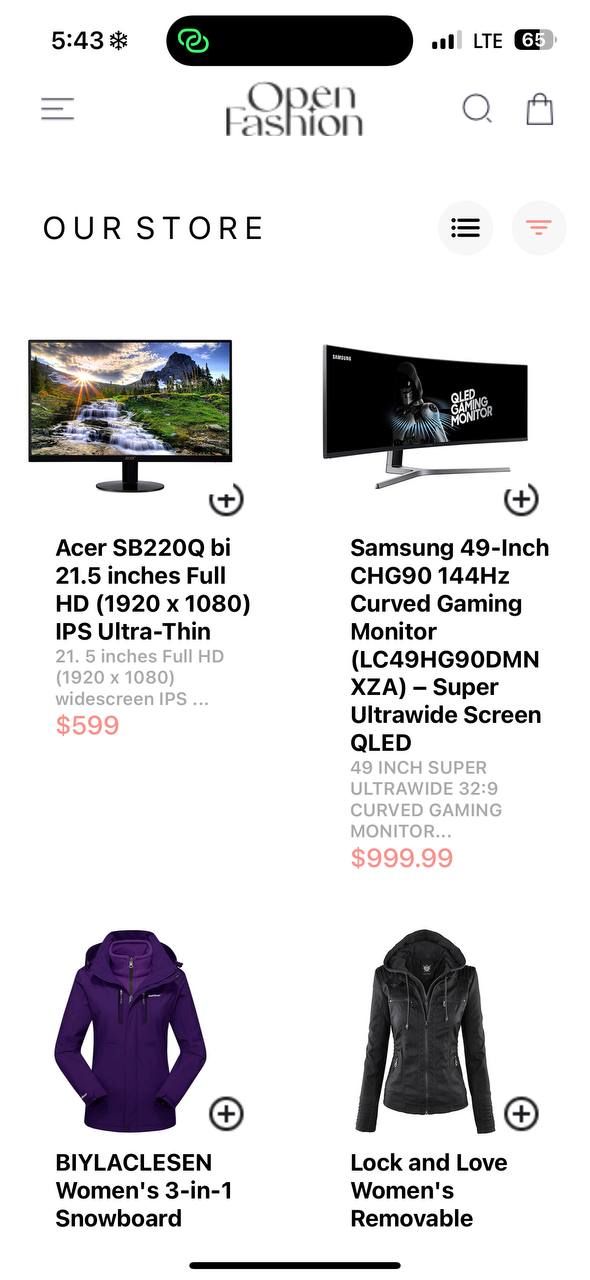 5:43
LTE
65
Open
Fashion
OUR STORE
acer
SAMSUNG
QLED
GAMING
MONITOR
Acer SB220Q bi
21.5 inches Full
HD (1920 x 1080)
IPS Ultra-Thin
21. 5 inches Full HD
(1920 x 1080)
widescreen IPS ...
$599
Samsung 49-Inch
CHG90 144Hz
Curved Gaming
Monitor
(LC49HG90DMN
XZA) – Super
Ultrawide Screen
QLED
49 INCH SUPER
ULTRAWIDE 32:9
CURVED GAMING
MONITOR...
$999.99
BIYLACLESEN
Women's 3-in-1
Snowboard
Lock and Love
Women's
Removable